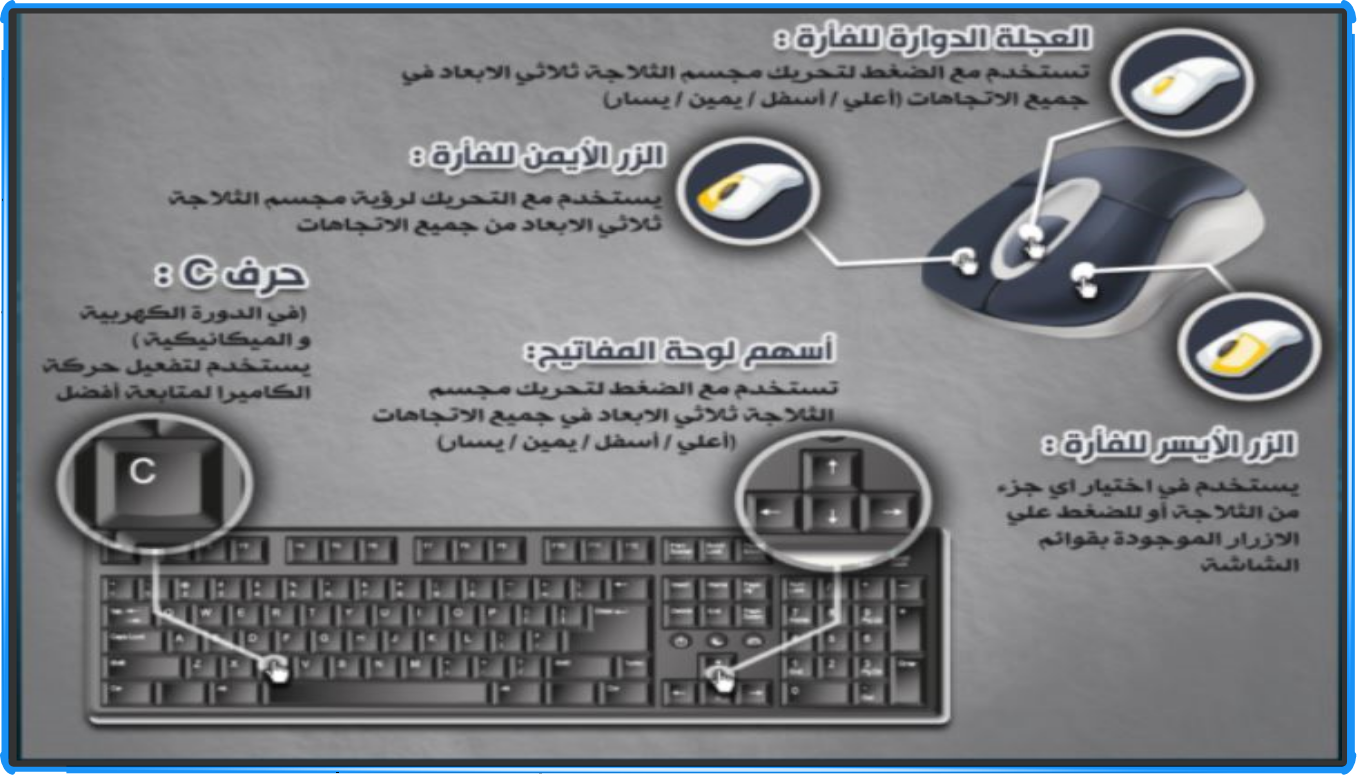 العجلة الدوارة للفأرة :
تستخدم مع الضغط لتحريك مجسم الثلاجة ثلاثي الابعاد في
جميع الاتجاهات (أعلي / أسفل / يمين / يسار)
الزر الأيمن للفأرة :
يستخدم مع التحريك لرؤية مجسم الثلاجة
ثلاثي الابعاد من جميع الاتجاهات
حرف C :
(في الدورة الكهربية
و الميكانيكية )
يستخدم لتفعيل حركة
الكاميرا لمتابعة أفضل
أسهم لوحة المفاتيح:
تستخدم مع الضغط لتحريك مجسم
الثلاجة ثلاثي الابعاد في جميع الاتجاهات
(أعلي / أسفل / يمين / يسار)
الزر الأيسر للفأرة :
يستخدم في اختيار اي جزء
من الثلاجة أو للضغط علي
الازرار الموجودة بقوائم
الشاشة
C
↑
← ↓ →
W E R T Y U I O P
A D F G H J K L
Z X V B N M